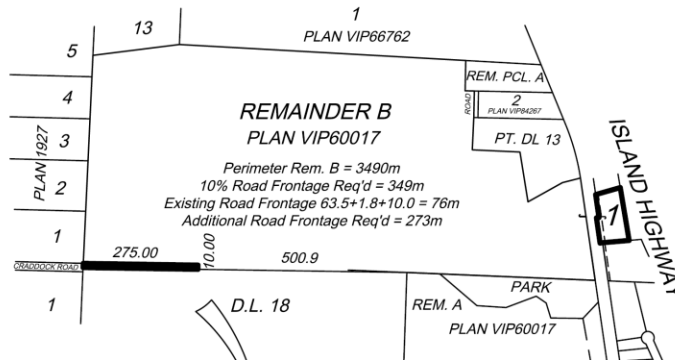 13
1
PLAN VIP66762
5
4
3
2
1
PLAN 1927
REM. PCL. A
ROAD
2
PLAN VIP84267
PT. DL 13
REMAINDER B
PLAN VIP60017
Perimeter Rem. B = 3490m
10% Road Frontage Req'd = 349m
Existing Road Frontage 63.5+1.8+10.0 = 76m
Additional Road Frontage Req'd = 273m
ISLAND HIGHWAY
1
275.00
10.00
500.9
CRADDOCK ROAD
1
D.L. 18
REM. A
PARK
PLAN VIP60017